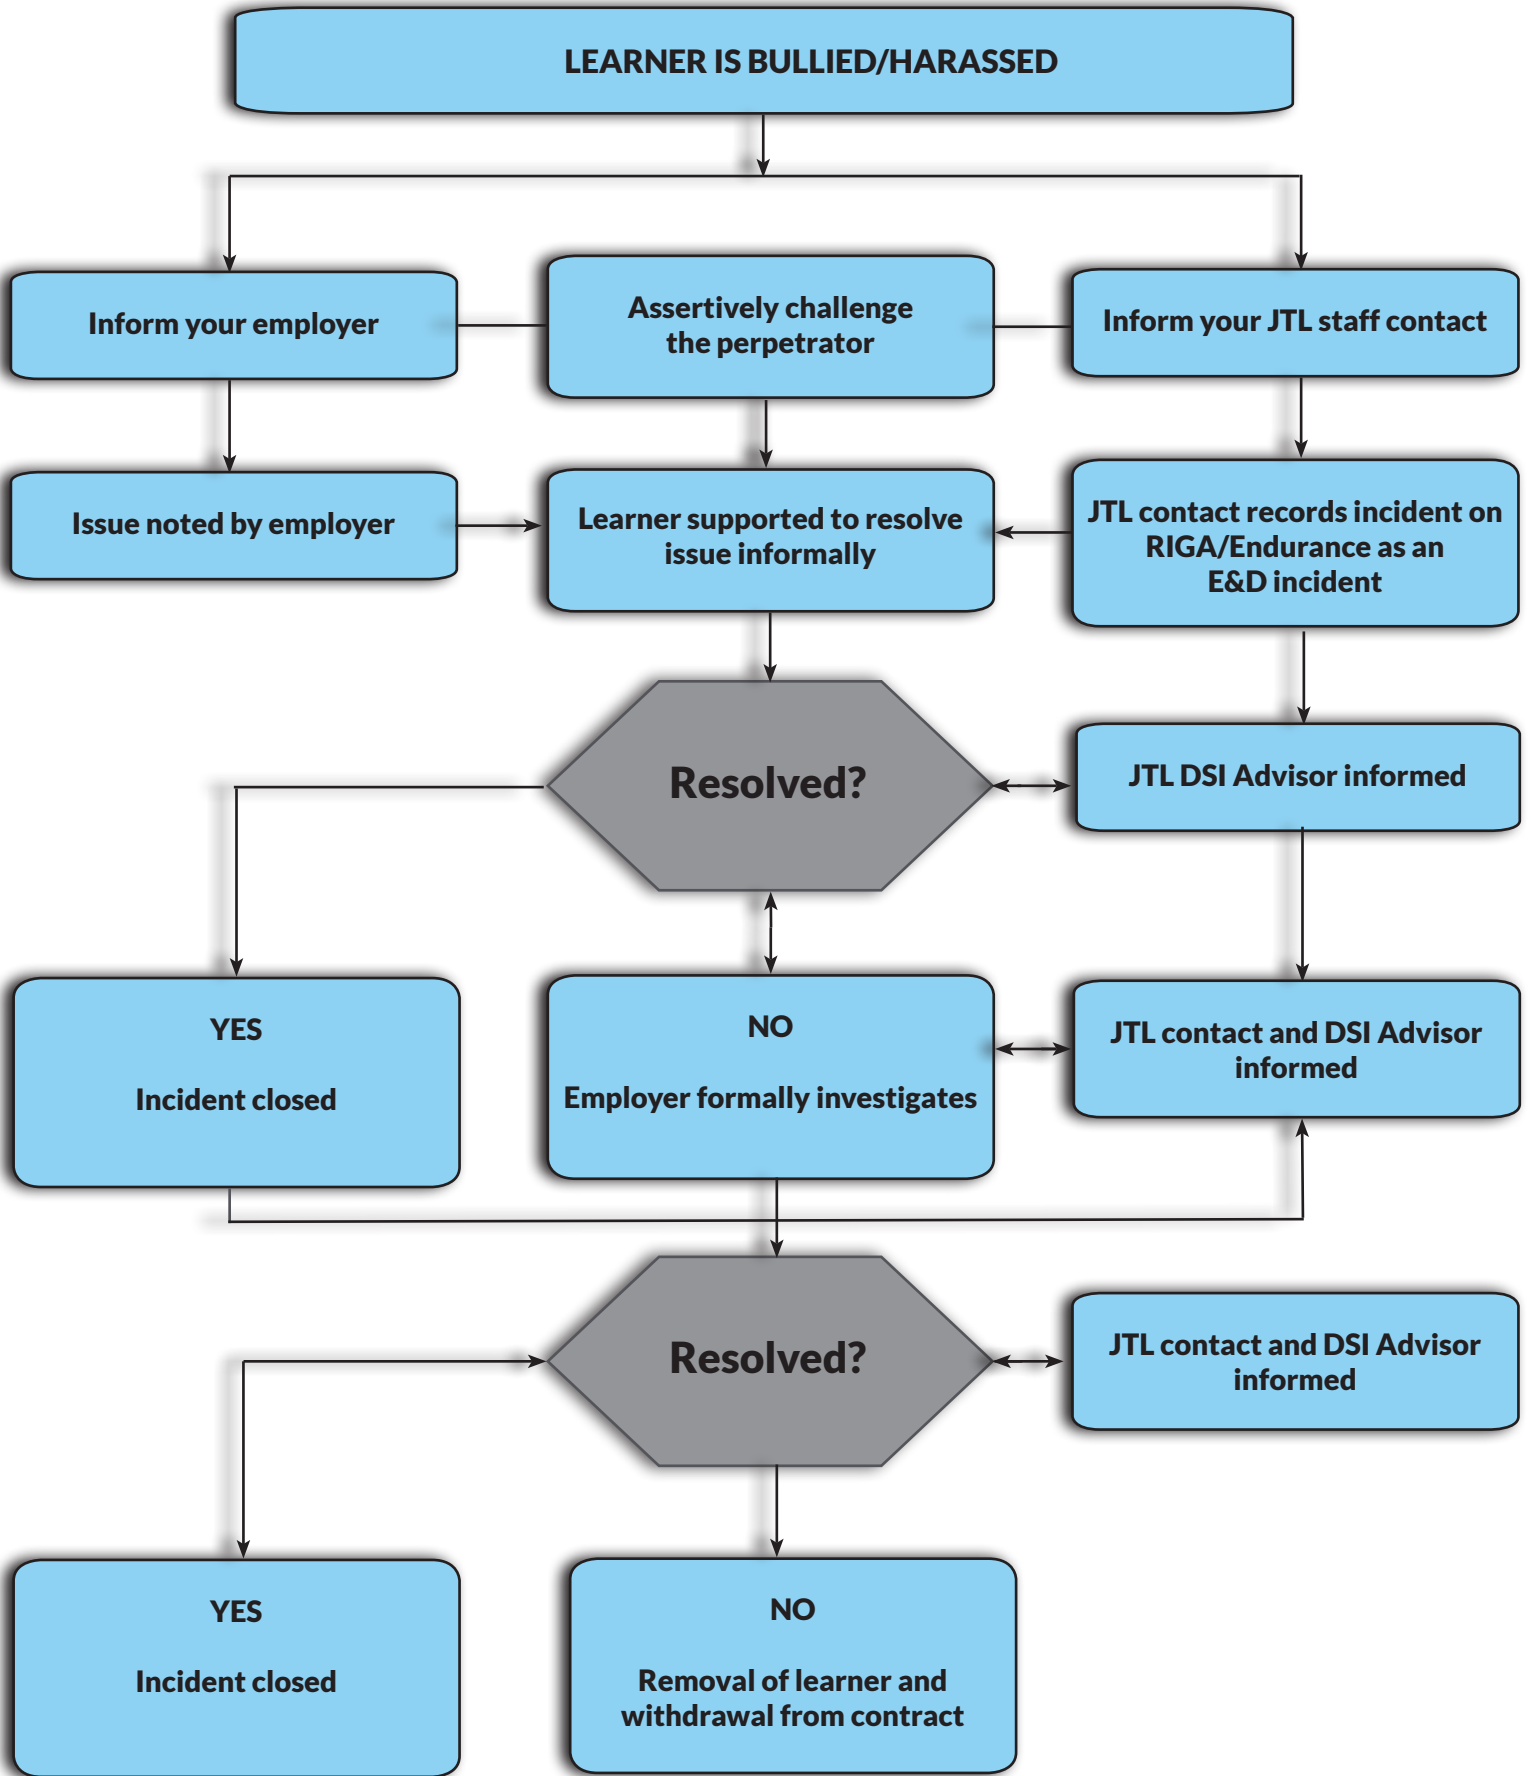 LEARNER IS BULLIED/HARASSED
Inform your employer
Assertively challenge
the perpetrator
Inform your JTL staff contact
Issue noted by employer
Learner supported to resolve
issue informally
JTL contact records incident on
RIGA/Endurance as an
E&D incident
Resolved?
JTL DSI Advisor informed
YES
Incident closed
NO
Employer formally investigates
JTL contact and DSI Advisor
informed
Resolved?
JTL contact and DSI Advisor
informed
YES
Incident closed
NO
Removal of learner and
withdrawal from contract